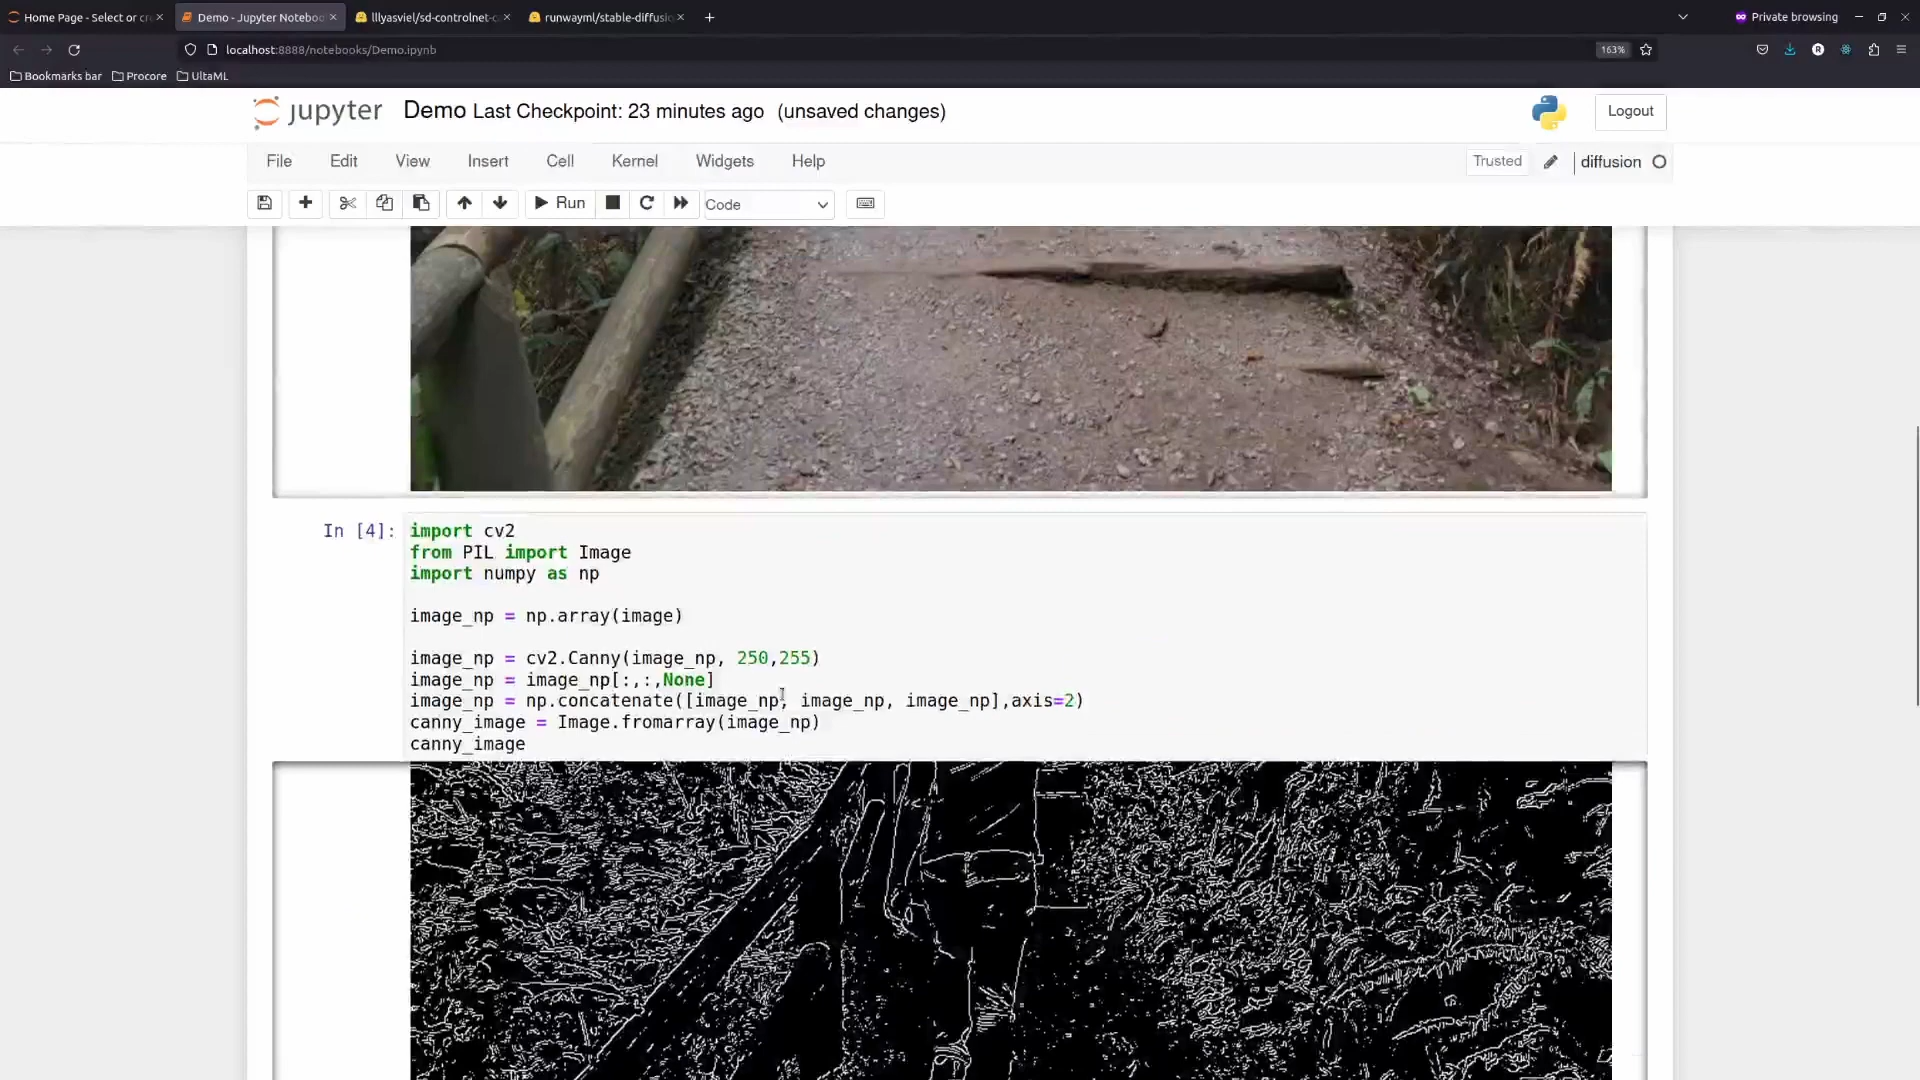 Home Page - Select or cre
Demo - Jupyter Noteboo
lllyasviel/sd-controlnet-c
runwayml/stable-diffusi
Private browsing
localhost:8888/notebooks/Demo.ipynb
163%
Bookmarks bar
Procore
UltaML
jupyter
Demo Last Checkpoint: 23 minutes ago (unsaved changes)
Logout
File
Edit
View
Insert
Cell
Kernel
Widgets
Help
Trusted
diffusion
Run
Code
In [4]:
import cv2
from PIL import Image
import numpy as np
image_np = np.array(image)
image_np = cv2.Canny(image_np, 250,255)
image_np = image_np[:,:,None]
image_np = np.concatenate([image_np, image_np, image_np],axis=2)
canny_image = Image.fromarray(image_np)
canny_image